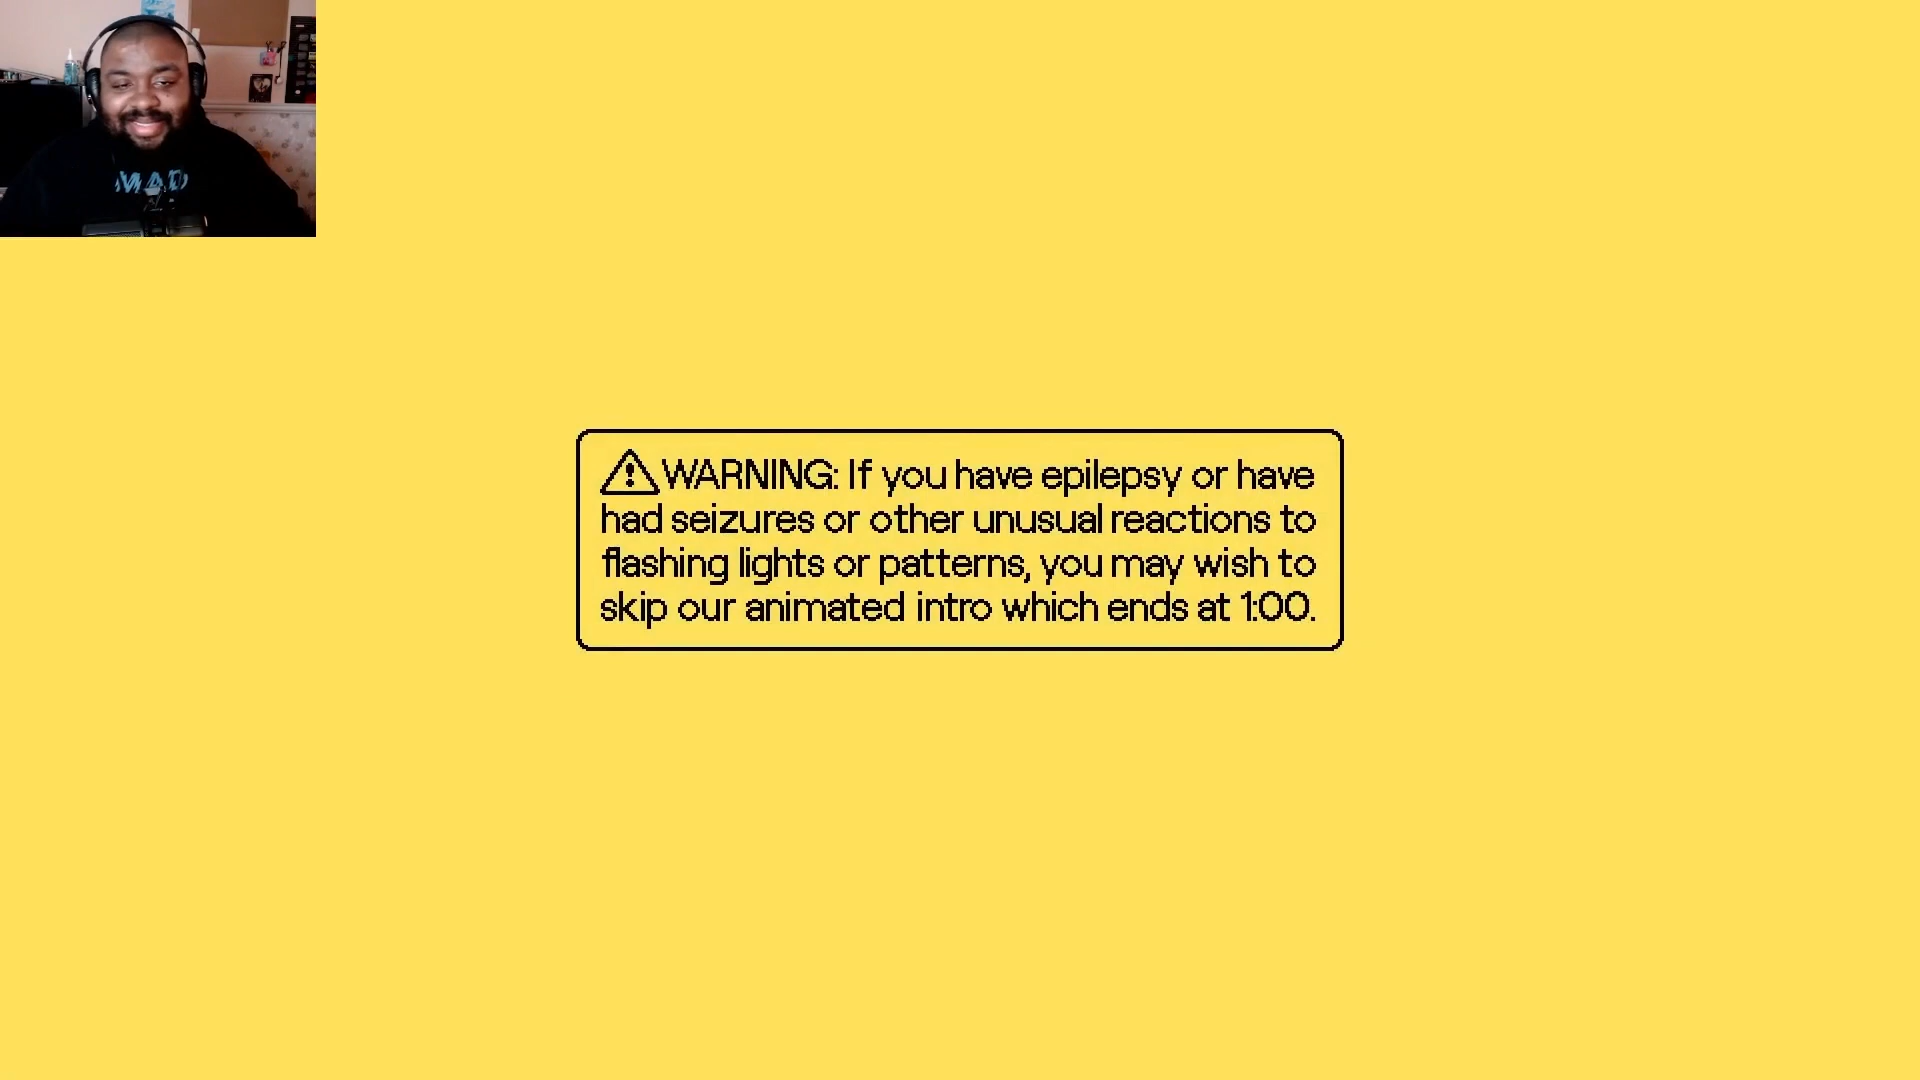 ⚠WARNING: If you have epilepsy or have
had seizures or other unusual reactions to
flashing lights or patterns, you may wish to
skip our animated intro which ends at 1:00.